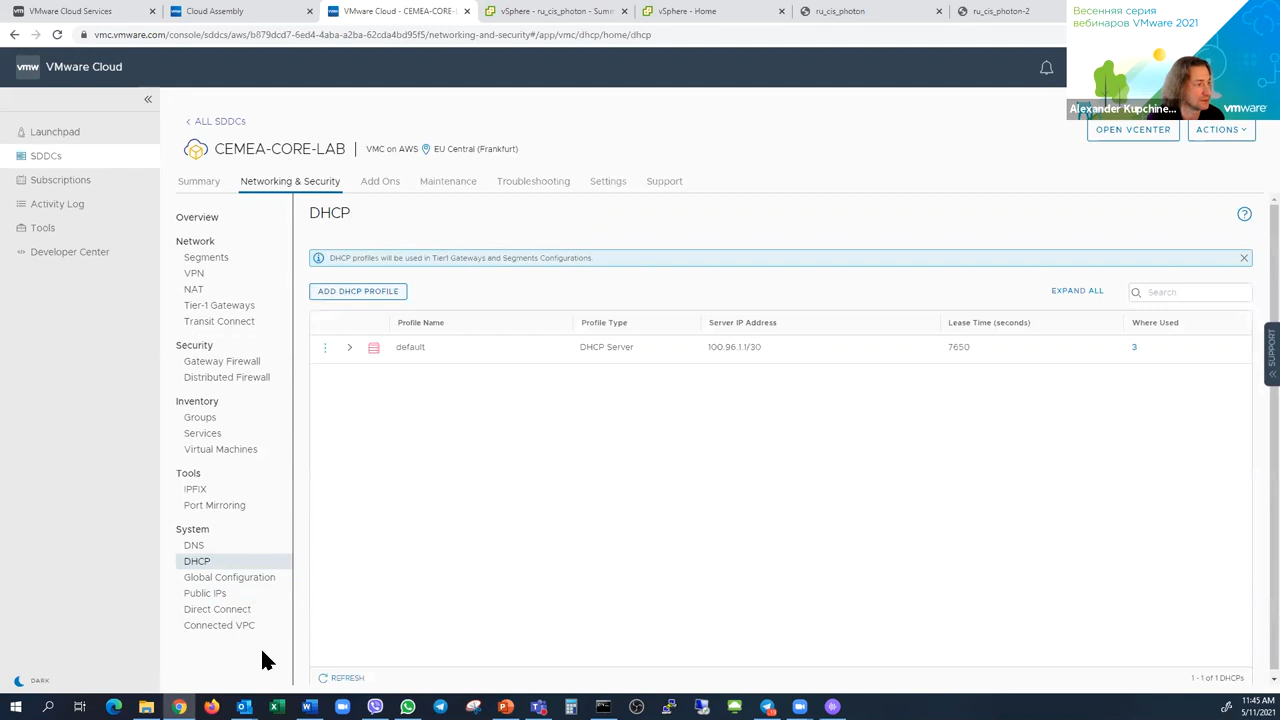 VMware Cloud Services
Cloud Assembly
VMware Cloud - CEMEA-CORE-L
vSphere - ru_cis_photon - Summ
vSphere - Home
ru_cis_photon
ru_cis_photon-2
vmc.vmware.com/console/sddcs/aws/b879dcd7-6ed4-4aba-a2ba-62cbd4bd95f5/networking-and-security#/app/vmc/dhcp/home/dhcp
Весенняя серия
вебинаров VMware 2021
Alexander Kupchine...
vmware
vmw
VMware Cloud
Launchpad
SDDCs
Subscriptions
Activity Log
Tools
Developer Center
DARK
ALL SDDCs
CEMEA-CORE-LAB
VMC on AWS
EU Central (Frankfurt)
OPEN VCENTER
ACTIONS
Summary
Networking & Security
Add Ons
Maintenance
Troubleshooting
Settings
Support
Overview
Network
Segments
VPN
NAT
Tier-1 Gateways
Transit Connect
Security
Gateway Firewall
Distributed Firewall
Inventory
Groups
Services
Virtual Machines
Tools
IPFIX
Port Mirroring
System
DNS
DHCP
Global Configuration
Public IPs
Direct Connect
Connected VPC
DHCP
DHCP profiles will be used in Tier1 Gateways and Segments Configurations.
ADD DHCP PROFILE
EXPAND ALL
Search
Profile Name
Profile Type
Server IP Address
Lease Time (seconds)
Where Used
default
DHCP Server
100.96.1.1/30
7650
3
REFRESH
1 - 1 of 1 DHCPs
SUPPORT
11:45 AM
5/11/2021